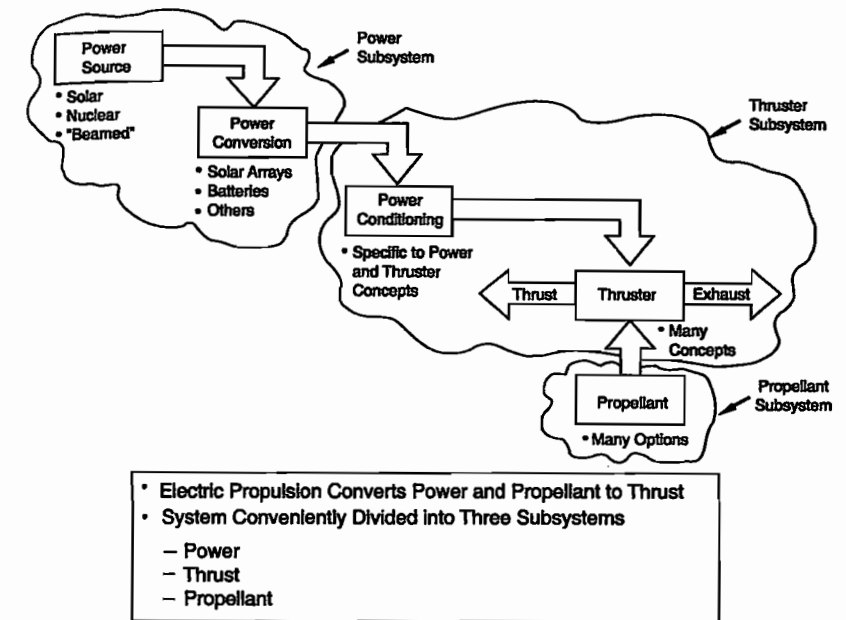 Power
Source
Power
Subsystem
• Solar
• Nuclear
• "Beamed"
Power
Conversion
• Solar Arrays
• Batteries
• Others
Thruster
Subsystem
Power
Conditioning
• Specific to Power
and Thruster
Concepts
Thrust
Thruster
Exhaust
• Many
Concepts
Propellant
• Many Options
Propellant
Subsystem
• Electric Propulsion Converts Power and Propellant to Thrust
• System Conveniently Divided into Three Subsystems
– Power
– Thrust
– Propellant